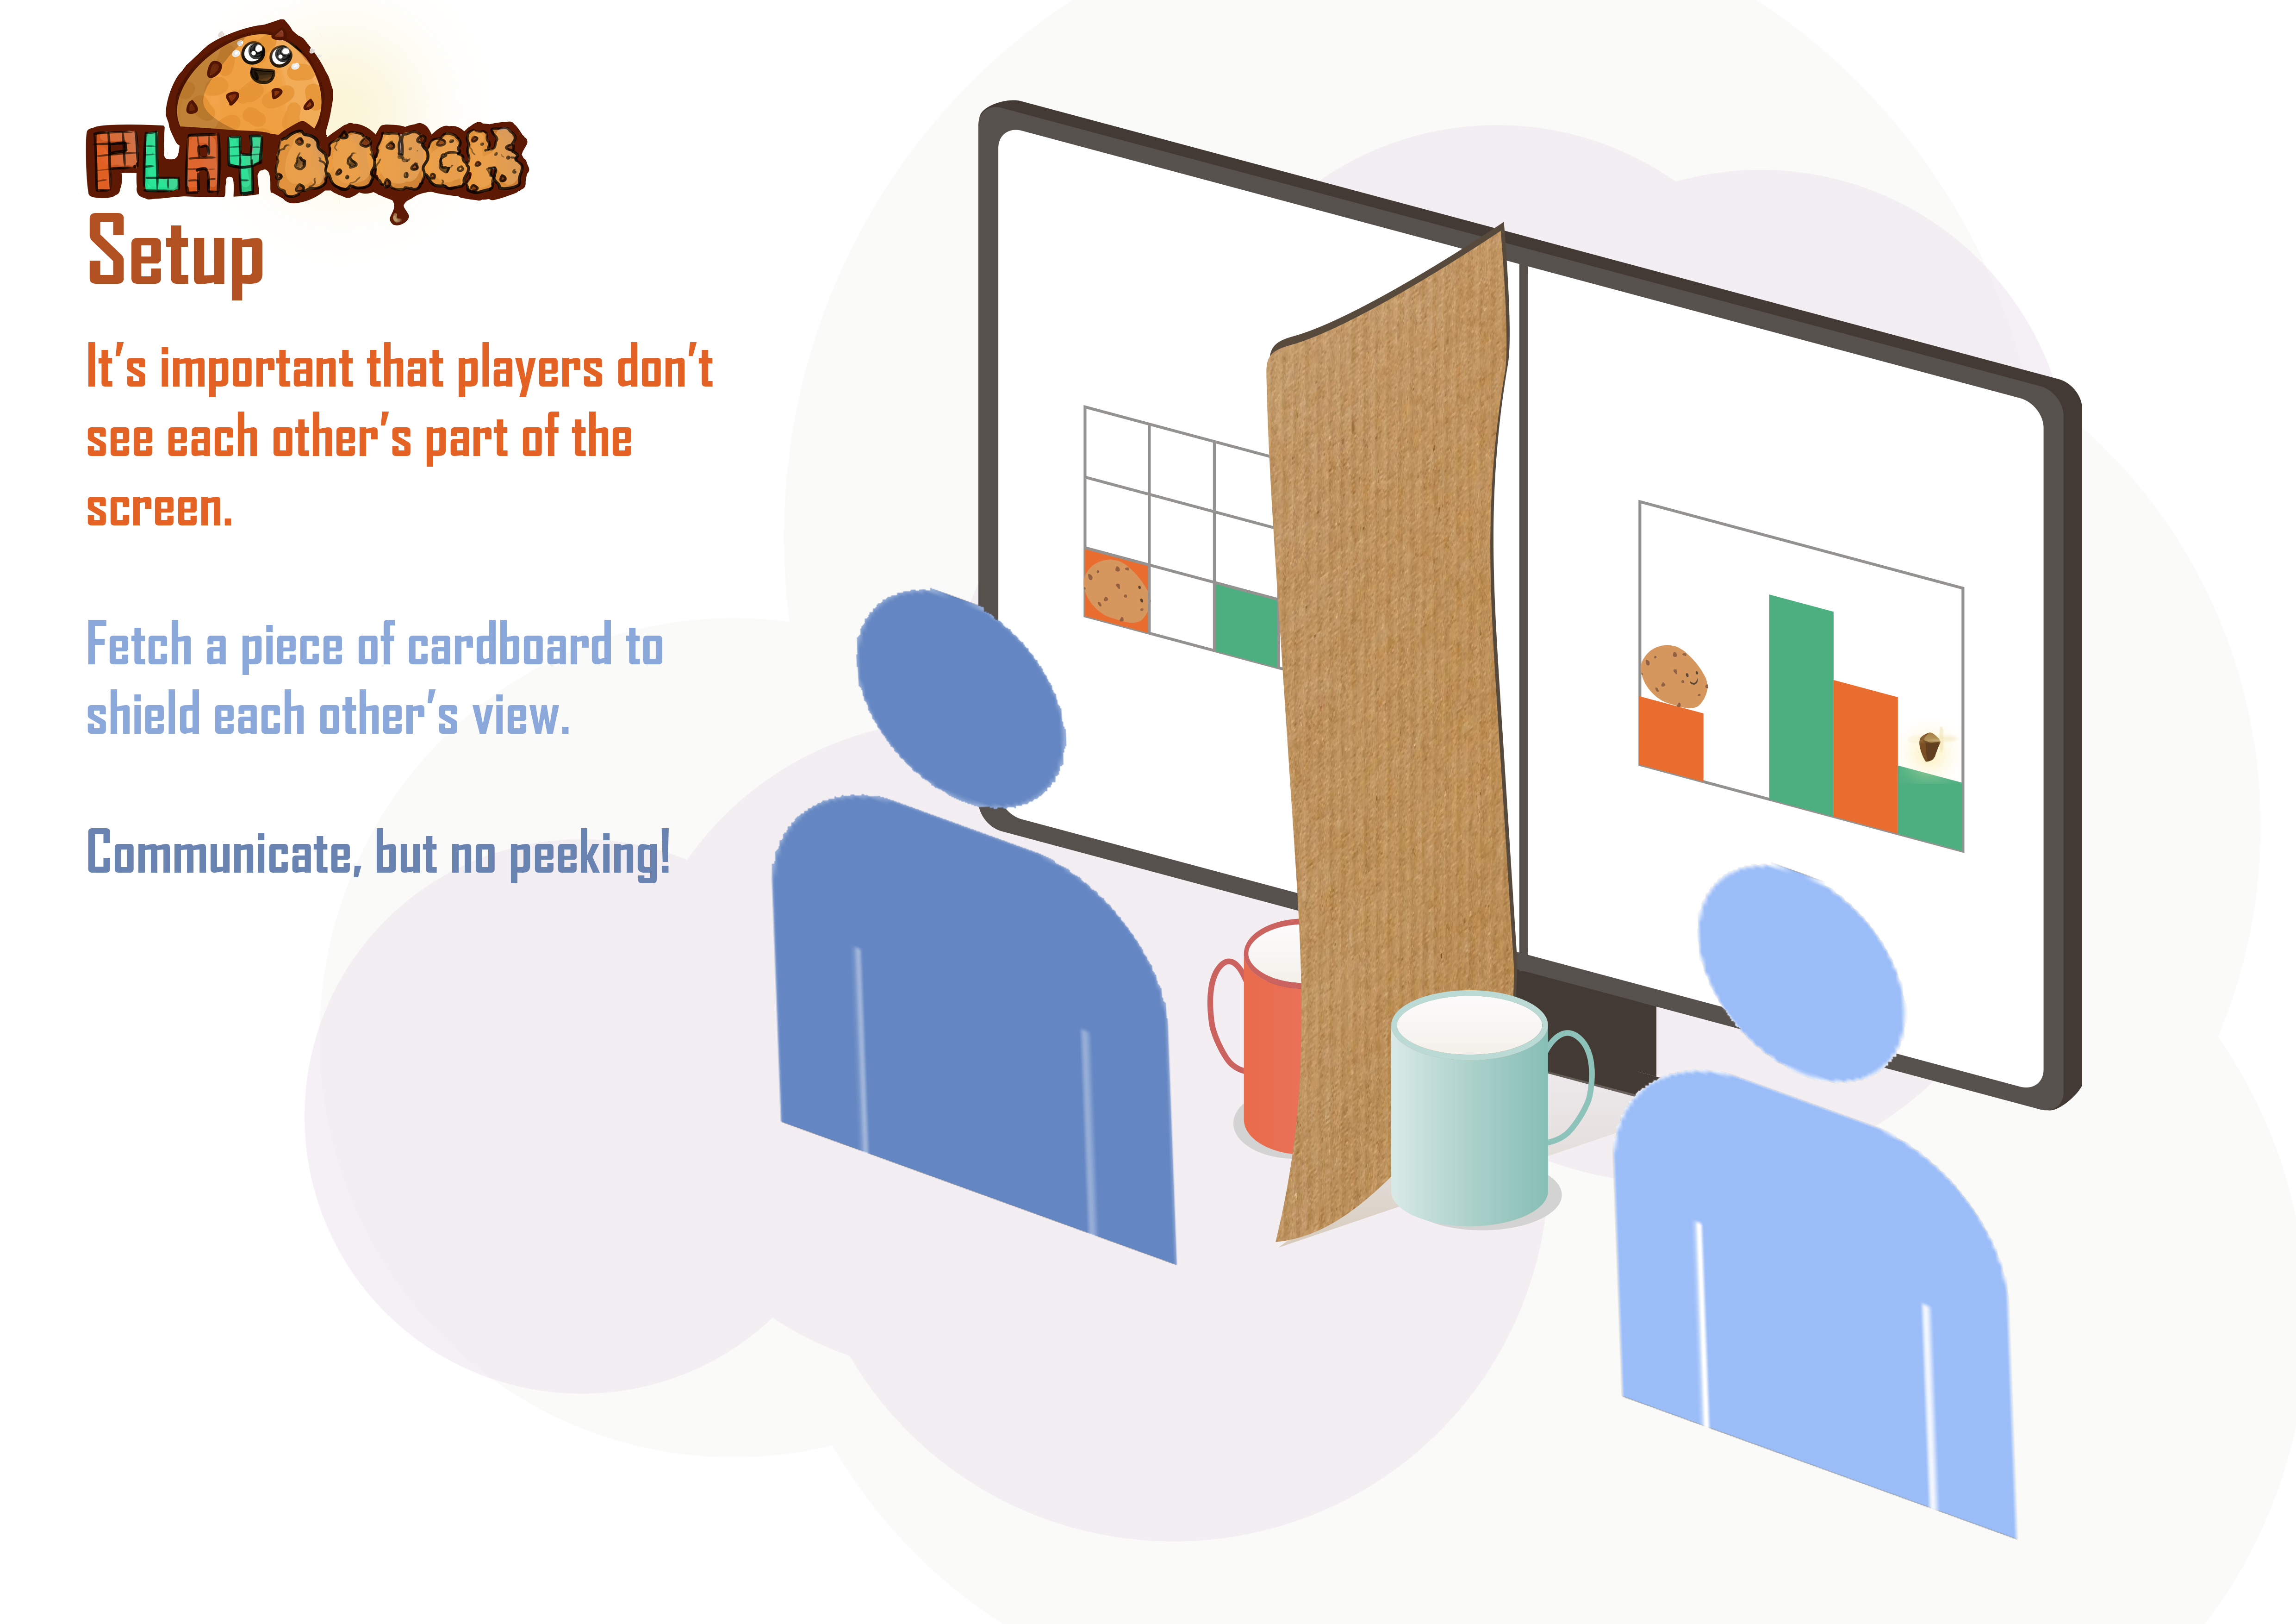 PLAYDOUGH
Setup
It's important that players don't
see each other's part of the
screen.
Fetch a piece of cardboard to
shield each other's view.
Communicate, but no peeking!